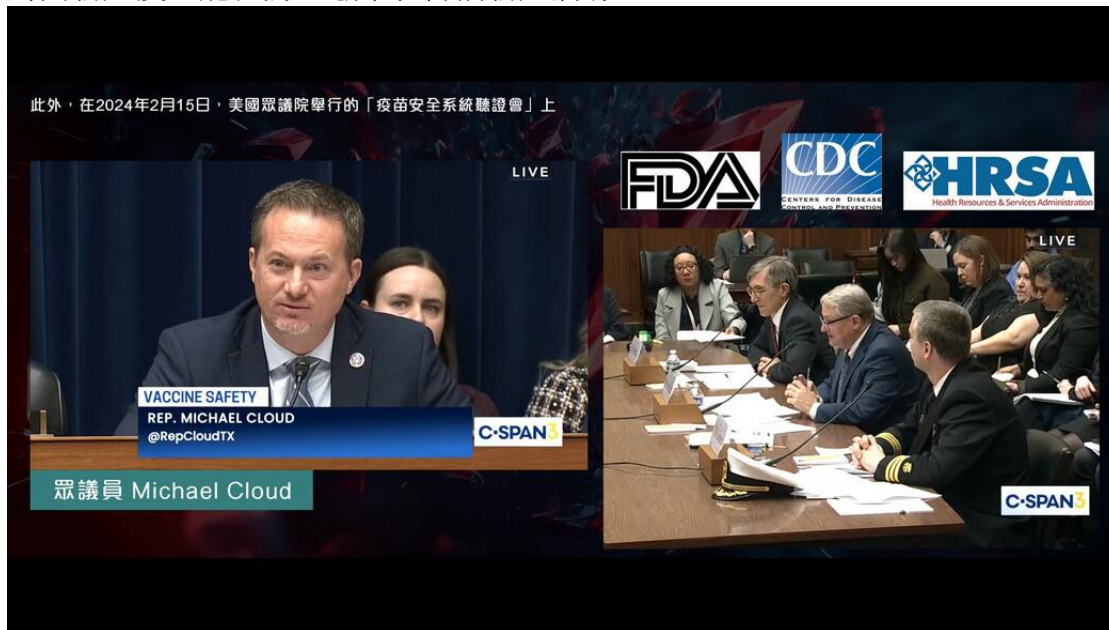 此外，在2024年2月15日，美國眾議院舉行的「疫苗安全系統聽證會」上
LIVE
FDA
CDC
CENTERS FOR DISEASE
CONTROL AND PREVENTION
HRSA
Health Resources & Services Administration
LIVE
VACCINE SAFETY
REP. MICHAEL CLOUD
@RepCloudTX
C-SPAN3
眾議員 Michael Cloud
C-SPAN3